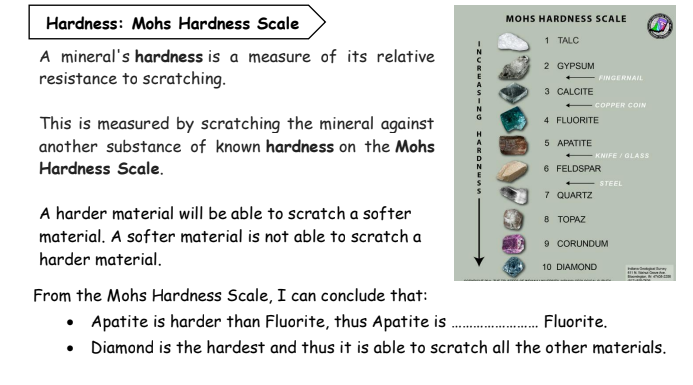 Hardness: Mohs Hardness Scale
A mineral's hardness is a measure of its relative
resistance to scratching.
This is measured by scratching the mineral against
another substance of known hardness on the Mohs
Hardness Scale.
A harder material will be able to scratch a softer
material. A softer material is not able to scratch a
harder material.
MOHS HARDNESS SCALE
INCREASING HARDNESS
1 TALC
2 GYPSUM
FINGERNAIL
3 CALCITE
COPPER COIN
4 FLUORITE
5 APATITE
KNIFE / GLASS
6 FELDSPAR
STEEL
7 QUARTZ
8 TOPAZ
9 CORUNDUM
10 DIAMOND
Indiana Geological Survey
From the Mohs Hardness Scale, I can conclude that:
• Apatite is harder than Fluorite, thus Apatite is ........................ Fluorite.
• Diamond is the hardest and thus it is able to scratch all the other materials.